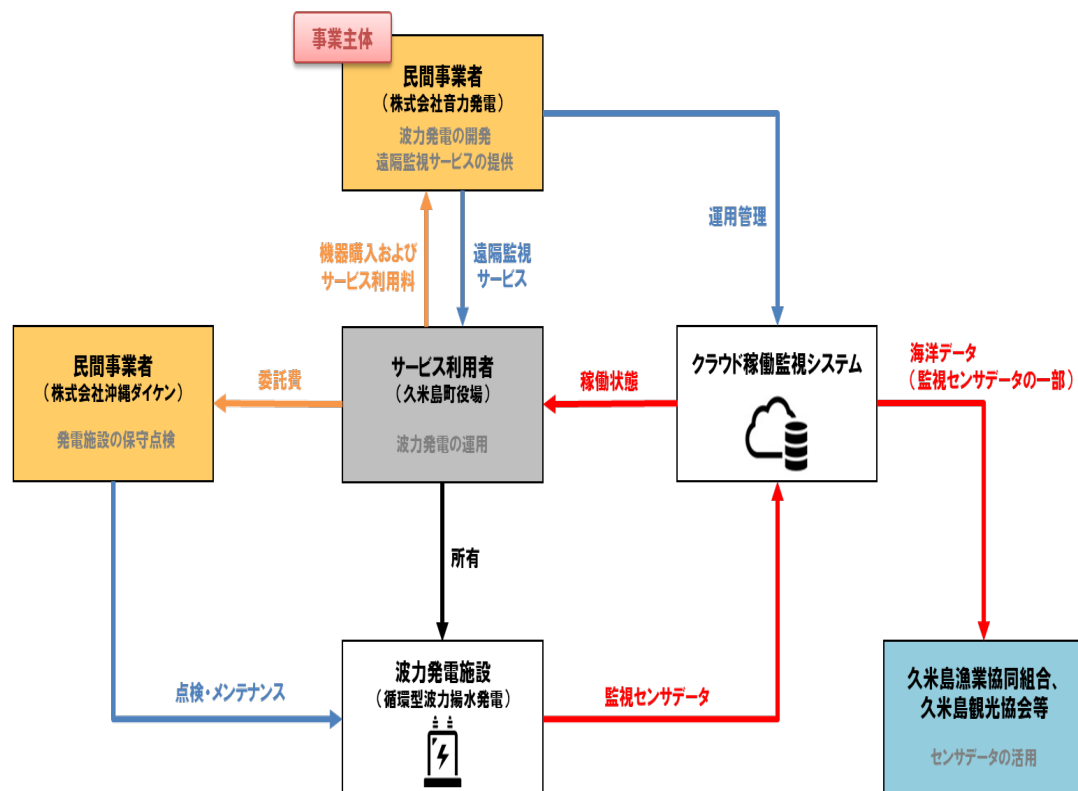 事業主体
民間事業者
（株式会社音力発電）
波力発電の開発
遠隔監視サービスの提供
運用管理
機器購入および
サービス利用料
遠隔監視
サービス
民間事業者
（株式会社沖縄ダイケン）
発電施設の保守点検
委託費
サービス利用者
（久米島町役場）
波力発電の運用
稼働状態
クラウド稼働監視システム
海洋データ
（監視センサデータの一部）
所有
点検・メンテナンス
波力発電施設
（循環型波力揚水発電）
監視センサデータ
久米島漁業協同組合、
久米島観光協会等
センサデータの活用